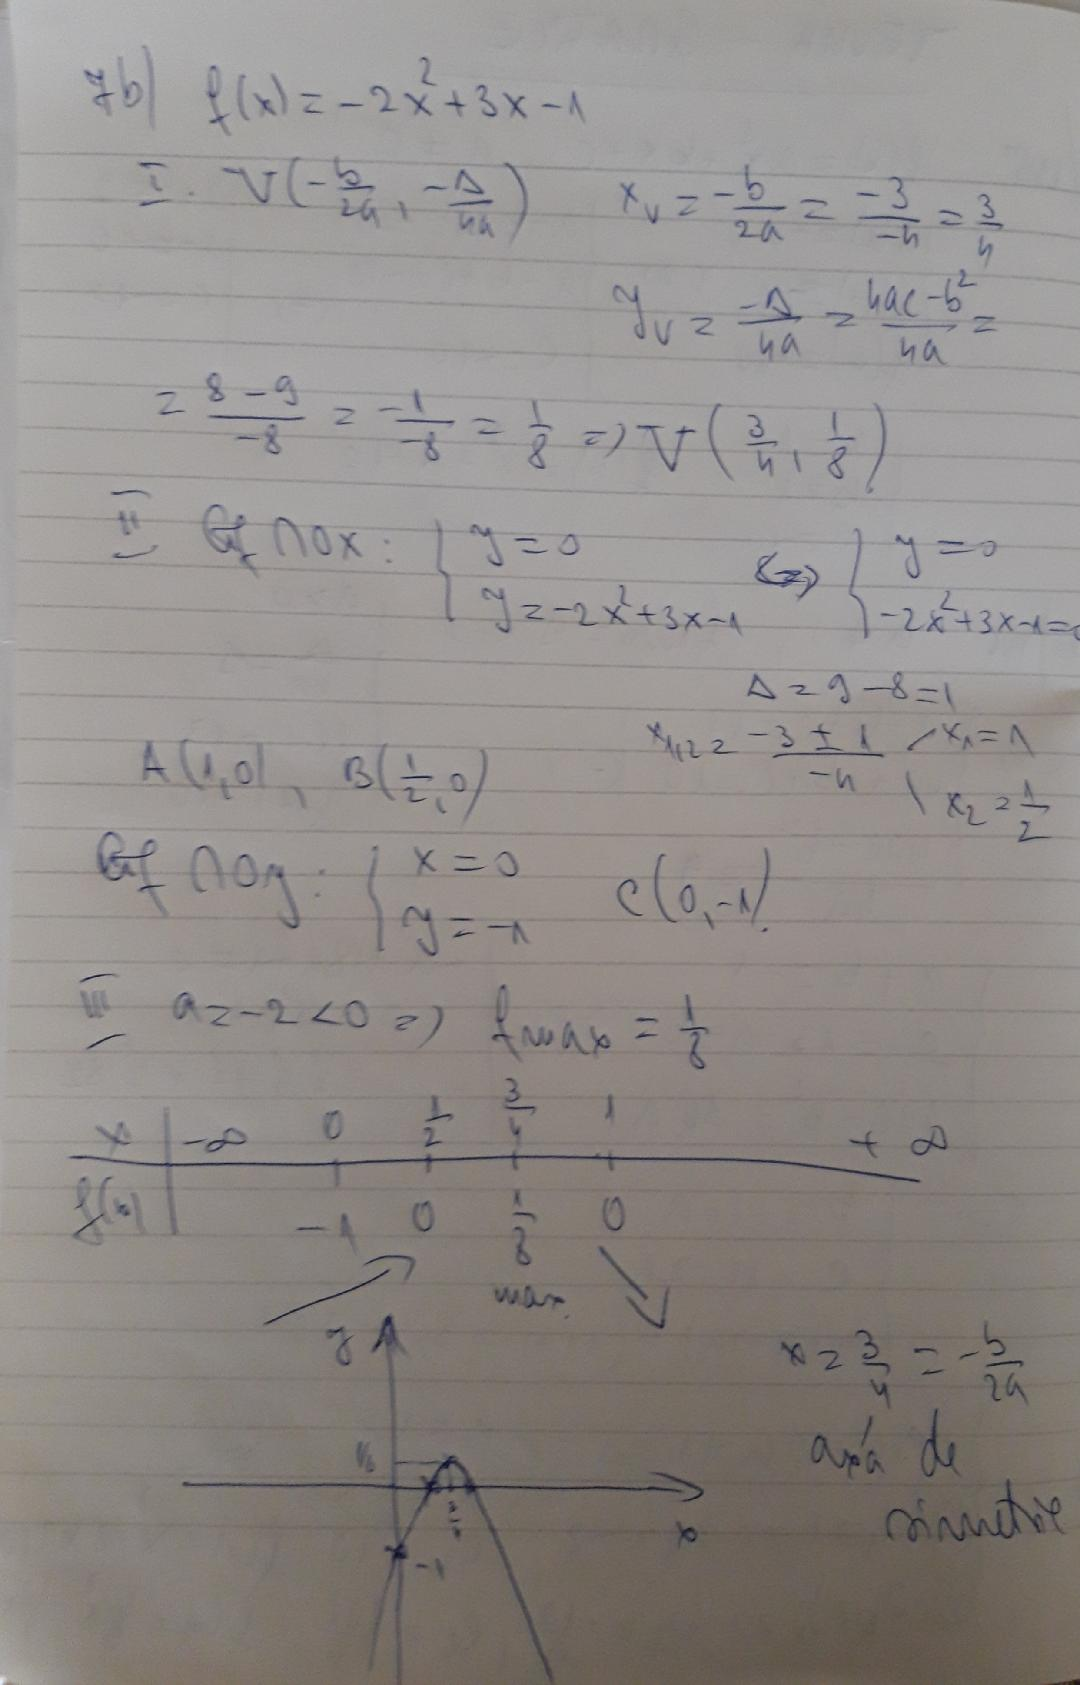 7b) f(x) = -2x²+3x-1
I. V(-b/2a, -Δ/4a) x_V = -b/2a = -3/-4 = 3/4
y_V = -Δ/4a = 4ac-b²/4a =
= 8-9/-8 = -1/-8 = 1/8 => V(3/4, 1/8)
II Gf ∩ Ox: { y=0 <=> { y=0
y=-2x²+3x-1 -2x²+3x-1=0
Δ = 9-8=1
x₁,₂ = -3±1/-4 x₁=1
A(1,0), B(1/2,0) x₂=1/2
Gf ∩ Oy: { x=0 C(0,-1)
y=-1
III a=-2<0 => fmax = 1/8
x -∞ 0 1/2 3/4 1 +∞
f(x) -1 0 1/8 0
max
y
x = 3/4 = -b/2a
1/8 axă de
3/4
x simetrie
-1